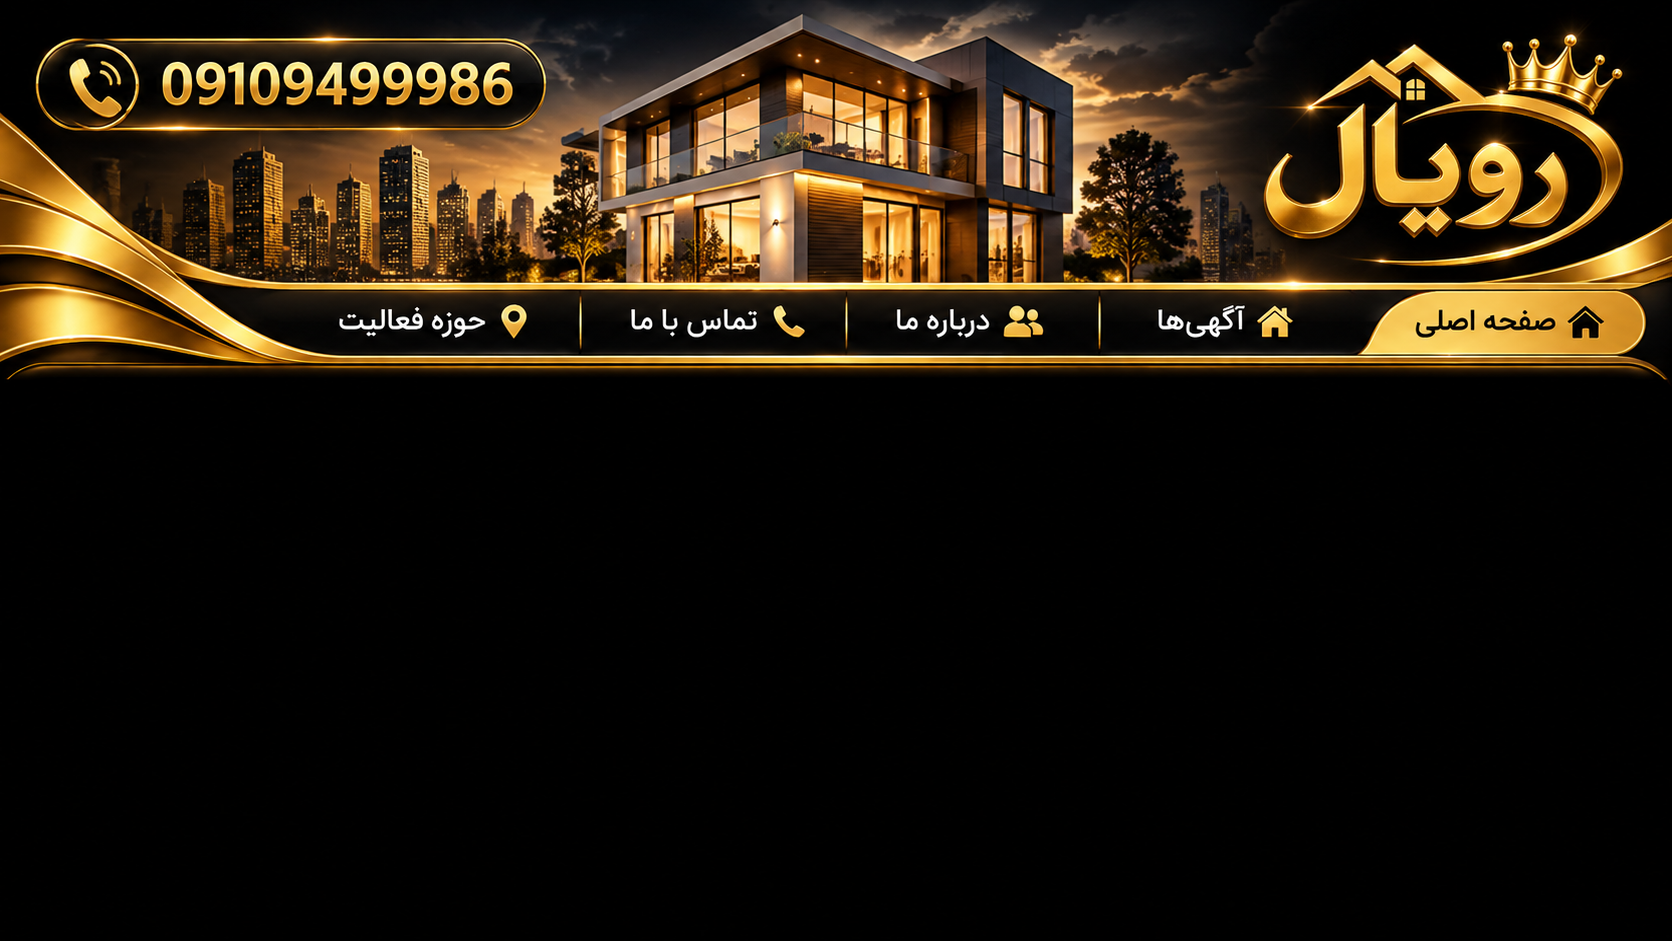 رویال
09109499986
صفحه اصلی
آگهی‌ها
درباره ما
تماس با ما
حوزه فعالیت